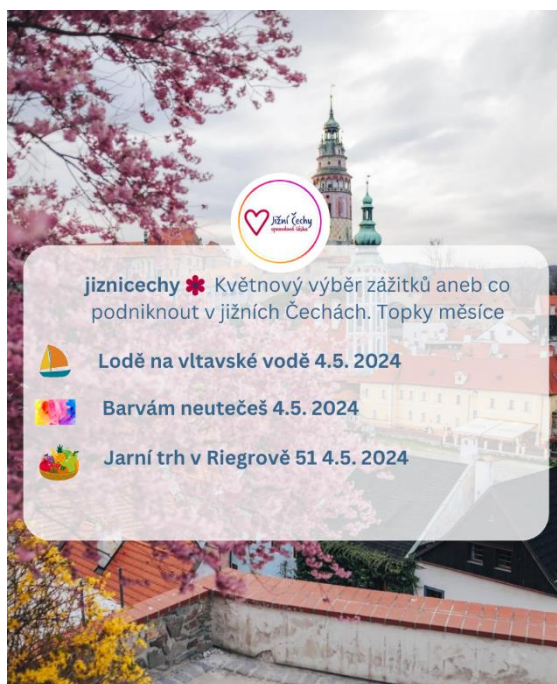 Jižní Čechy
jiznicechy Květnový výběr zážitků aneb co
podniknout v jižních Čechách. Topky měsíce
Lodě na vltavské vodě 4.5. 2024
Barvám neutečeš 4.5. 2024
Jarní trh v Riegrově 51 4.5. 2024